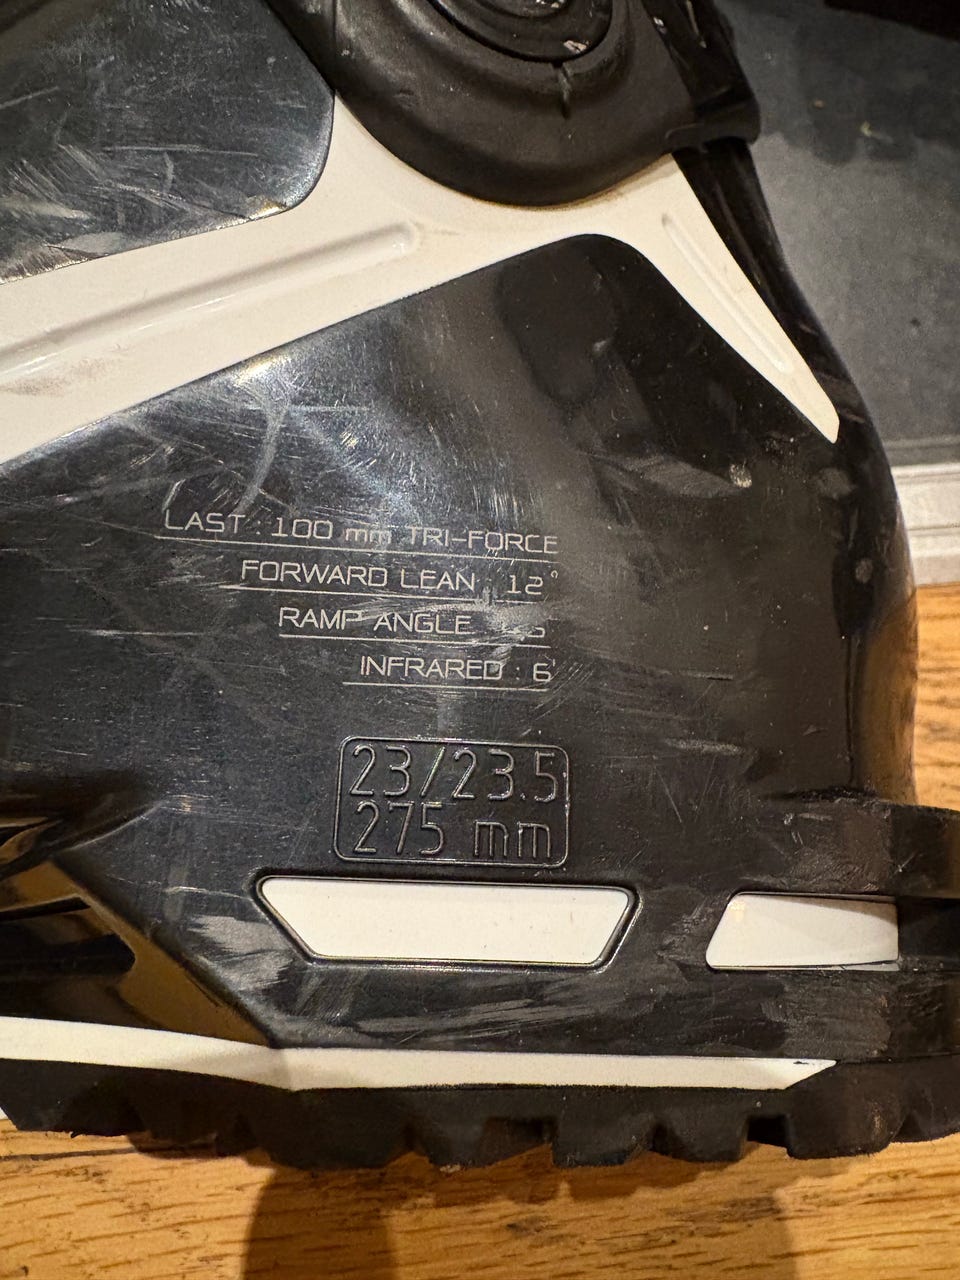 LAST : 100 mm TRI-FORCE
FORWARD LEAN : 12°
RAMP ANGLE
INFRARED : 6
23/23.5
275 mm